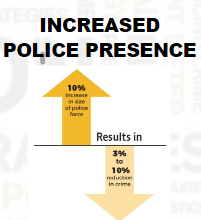 INCREASED
POLICE PRESENCE
10%
increase
in size
of police
force
Results in
3%
to
10%
reduction
in crime